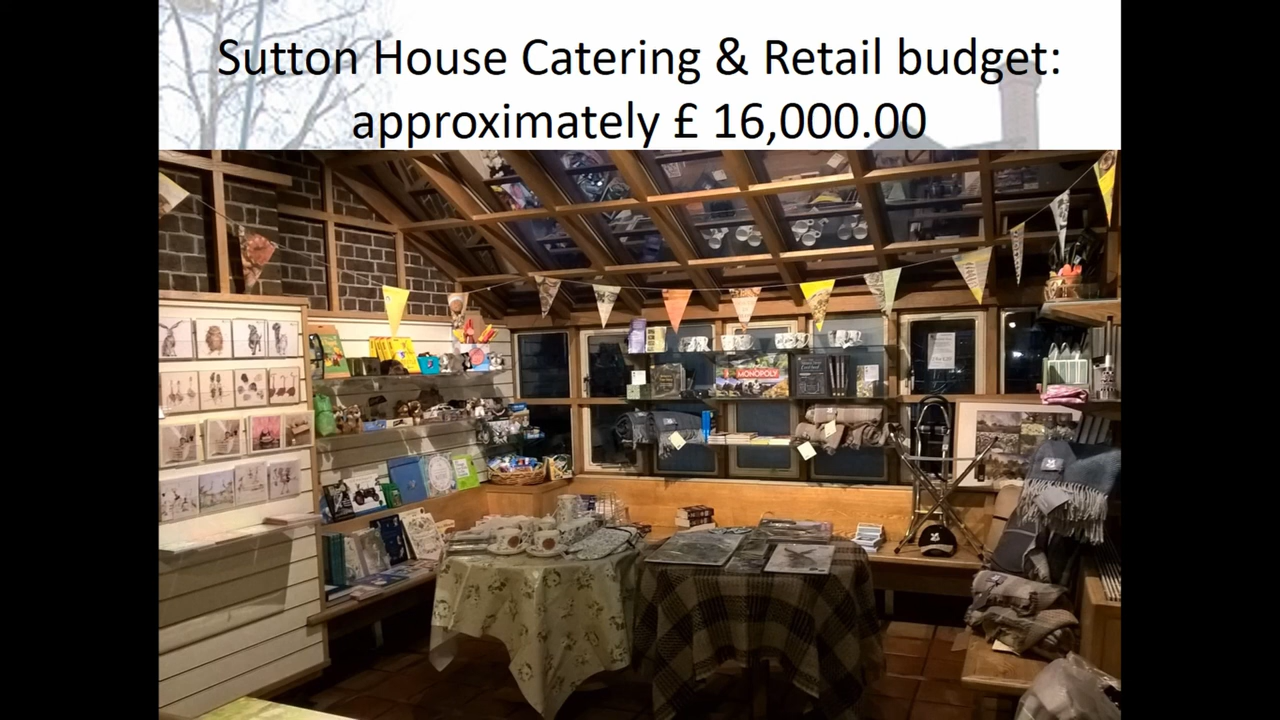 Sutton House Catering & Retail budget:
approximately £ 16,000.00
MONOPOLY